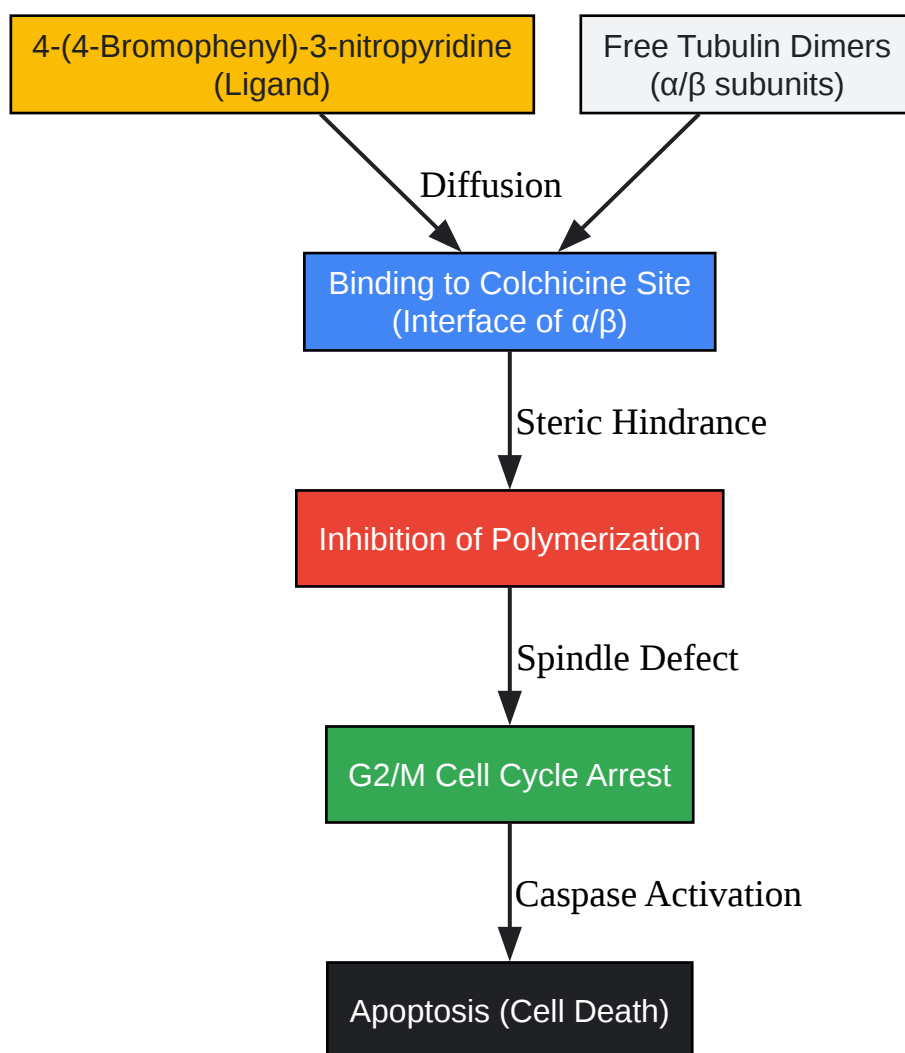 4-(4-Bromophenyl)-3-nitropyridine
(Ligand)
Free Tubulin Dimers
(α/β subunits)
Diffusion
Binding to Colchicine Site
(Interface of α/β)
Steric Hindrance
Inhibition of Polymerization
Spindle Defect
G2/M Cell Cycle Arrest
Caspase Activation
Apoptosis (Cell Death)